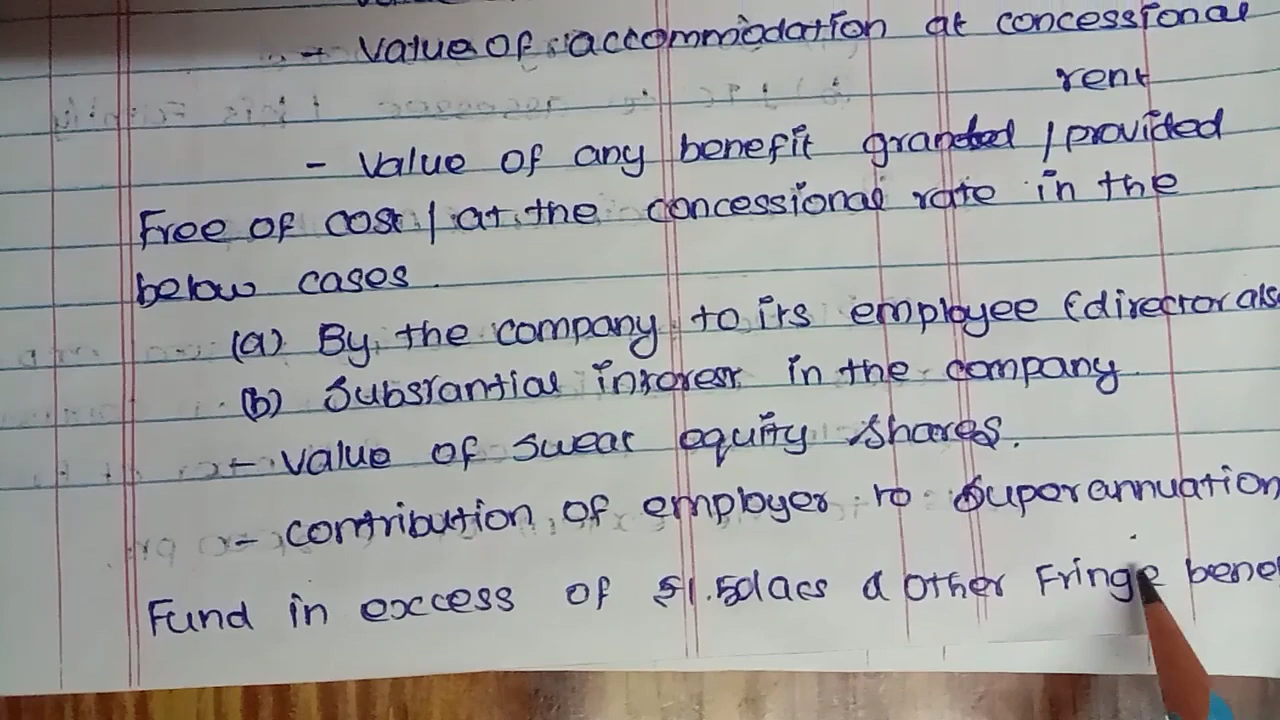 - value of accommodation at concessional
rent
- value of any benefit granted / provided
Free of cost / at the concessional rate in the
below cases.
(a) By the company to its employee (director als
(b) Substantial interest in the company.
- value of swear equity shares.
- contribution of employer to Superannuation
Fund in excess of ₹1.50lacs & other Fringe bene